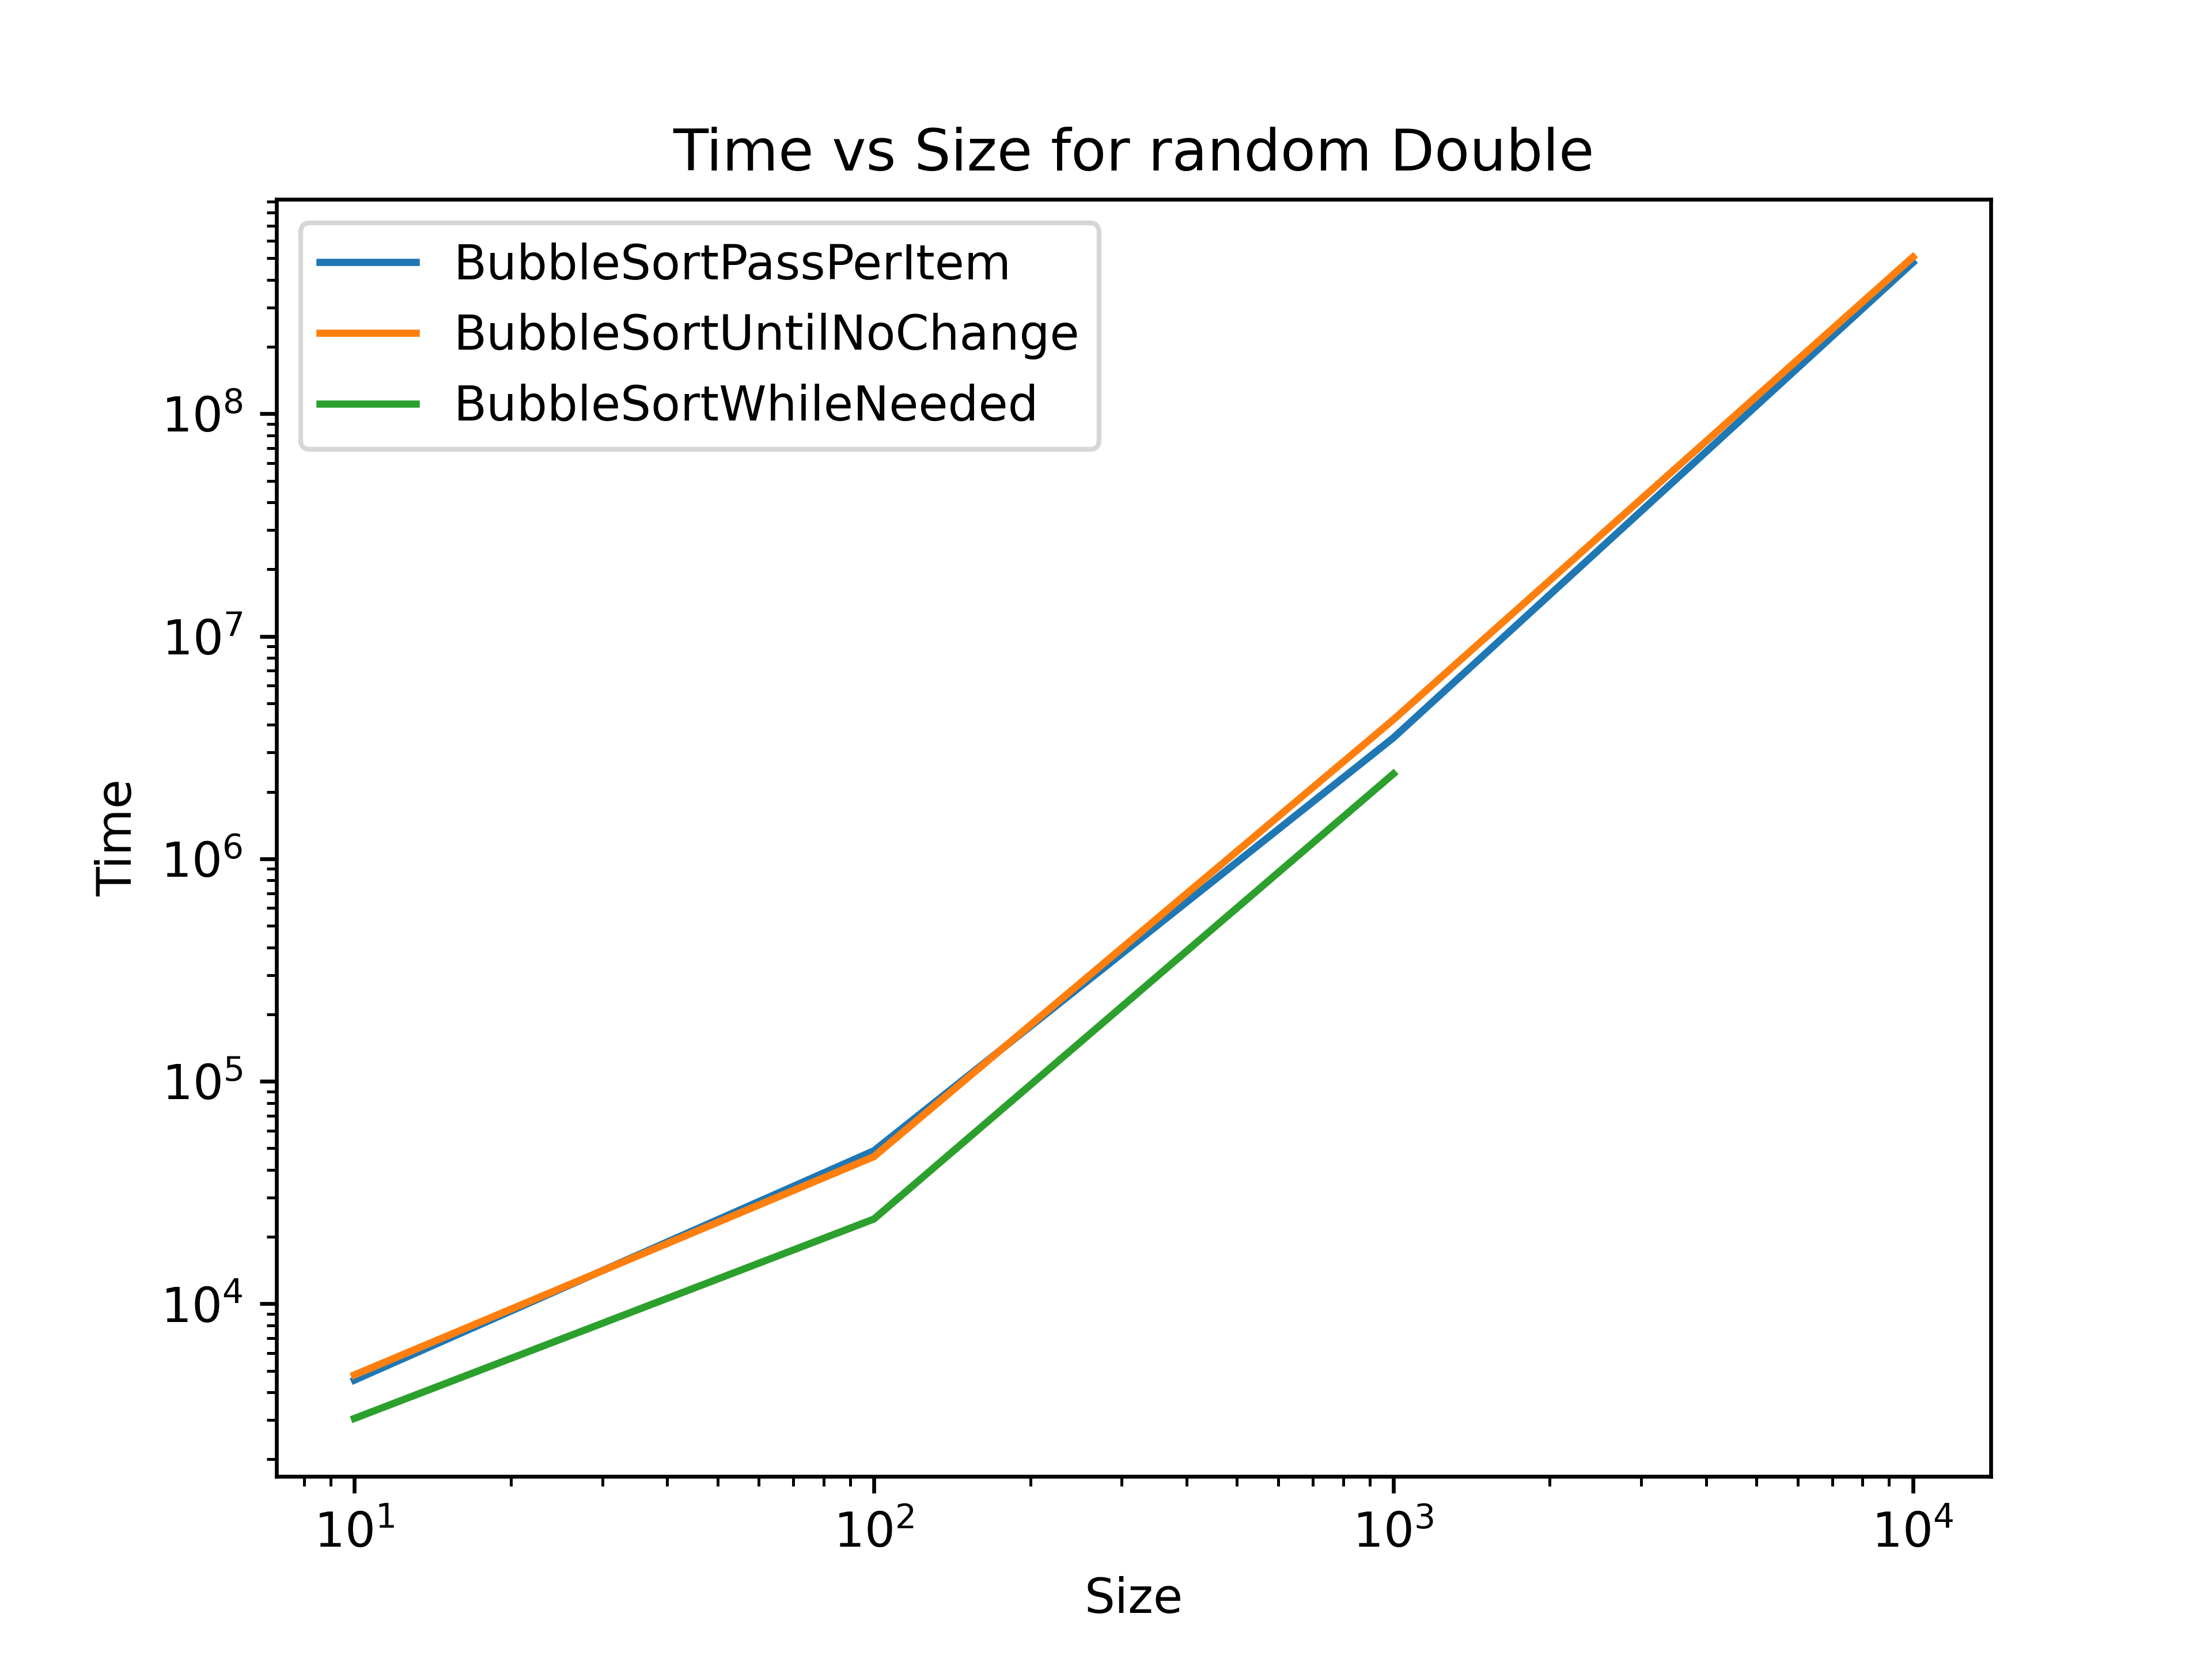 Time vs Size for random Double
BubbleSortPassPerItem
BubbleSortUntilNoChange
BubbleSortWhileNeeded
10⁸
10⁷
10⁶
10⁵
10⁴
Time
10¹ 10² 10³ 10⁴
Size